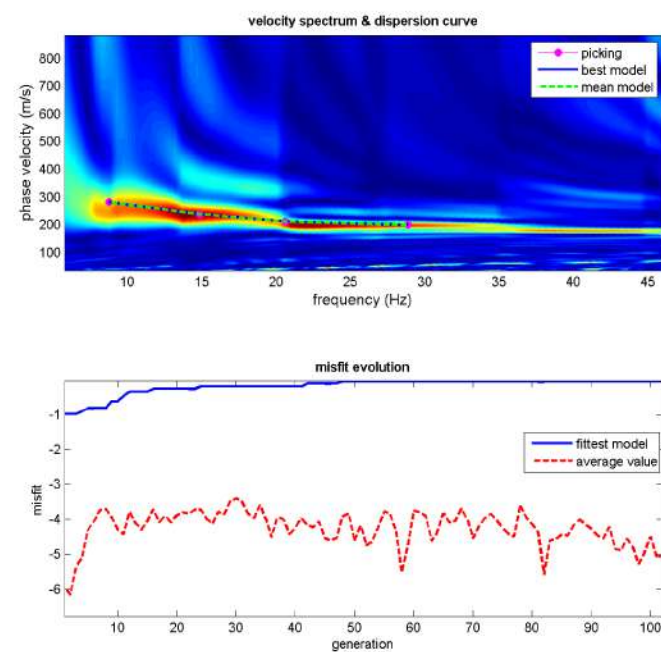 velocity spectrum & dispersion curve
800
700
600
500
400
300
200
100
phase velocity (m/s)
picking
best model
mean model
10
15
20
25
30
35
40
45
frequency (Hz)
misfit evolution
-1
-2
-3
-4
-5
-6
misfit
fittest model
average value
10
20
30
40
50
60
70
80
90
100
generation